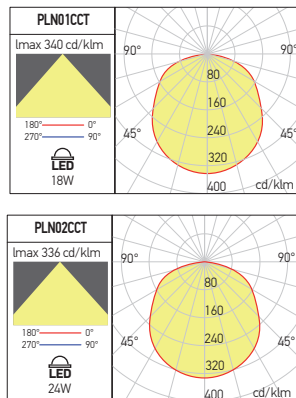 PLN01CCT
Imax 340 cd/klm
180° 0°
270° 90°
LED
18W
90° 90°
80
160
45° 45°
240
320
400 cd/klm
PLN02CCT
Imax 336 cd/klm
180° 0°
270° 90°
LED
24W
90° 90°
80
160
45° 45°
240
320
400 cd/klm